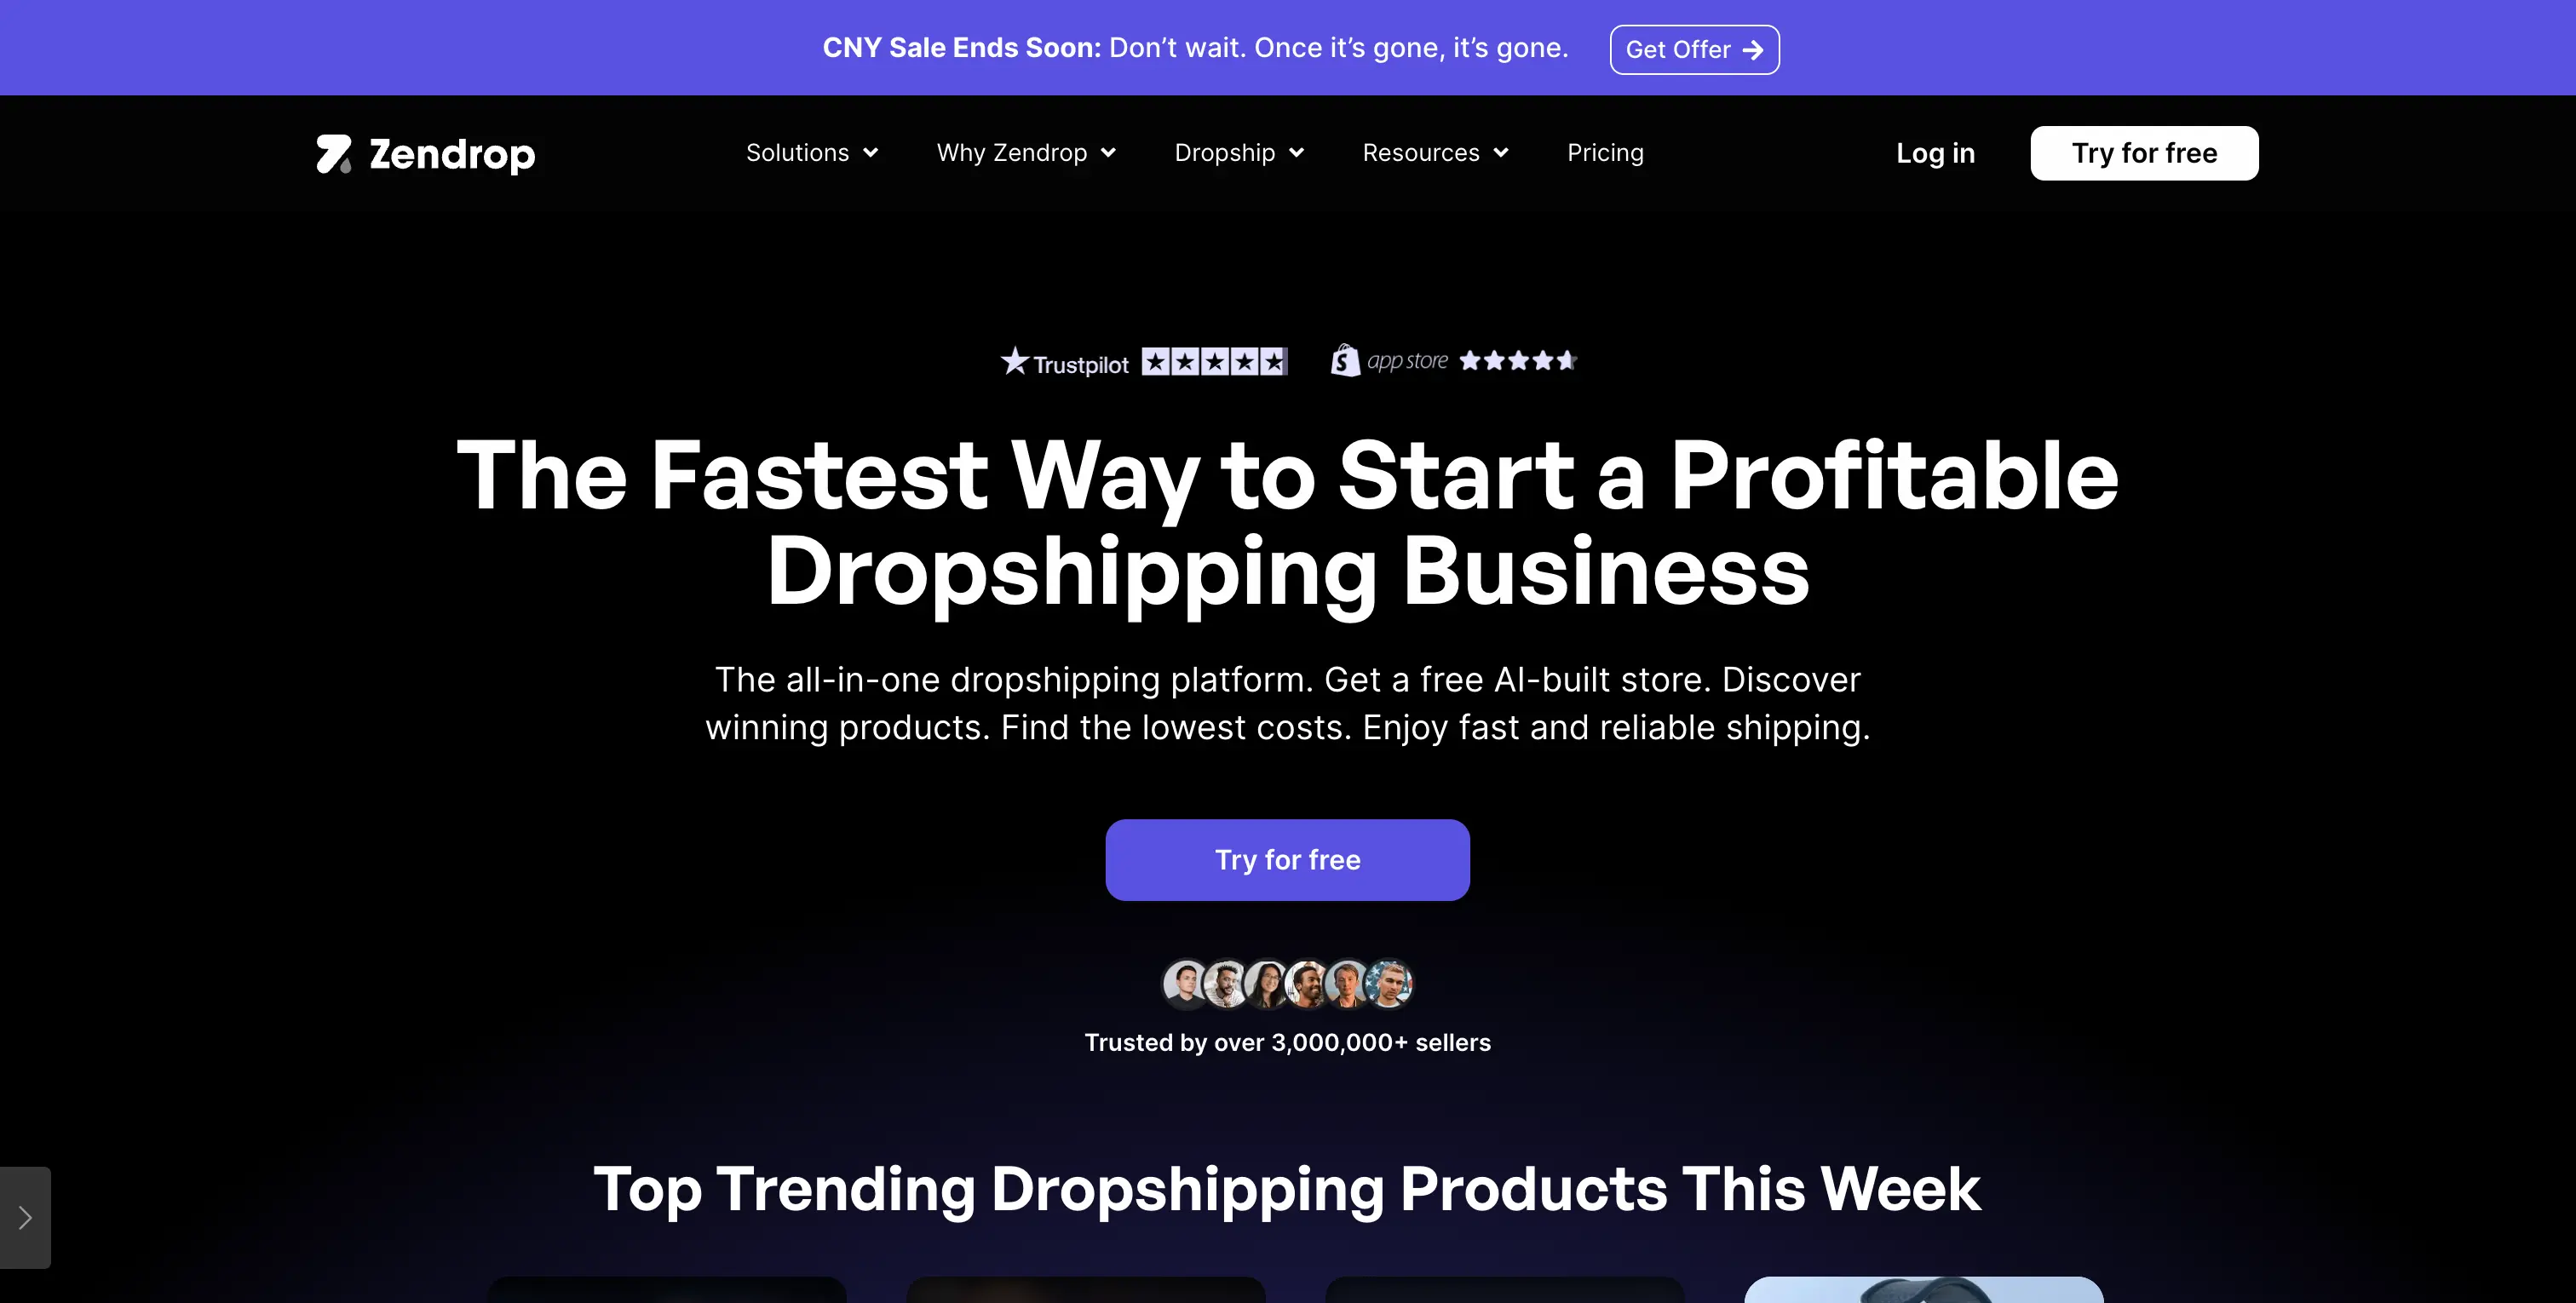 CNY Sale Ends Soon: Don’t wait. Once it’s gone, it’s gone. Get Offer
Zendrop Solutions Why Zendrop Dropship Resources Pricing Log in Try for free
Trustpilot app store
The Fastest Way to Start a Profitable
Dropshipping Business
The all-in-one dropshipping platform. Get a free AI-built store. Discover
winning products. Find the lowest costs. Enjoy fast and reliable shipping.
Try for free
Trusted by over 3,000,000+ sellers
Top Trending Dropshipping Products This Week